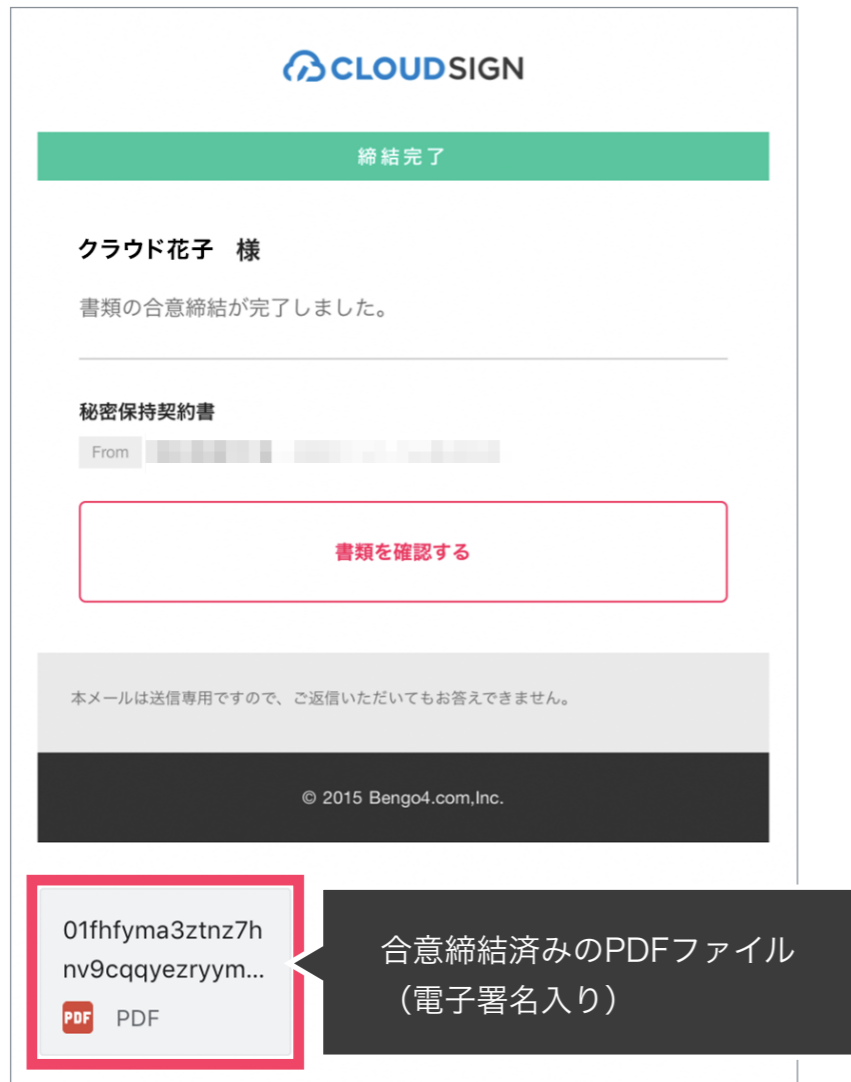 CLOUDSIGN
締結完了
クラウド花子 様
書類の合意締結が完了しました。
秘密保持契約書
From
書類を確認する
本メールは送信専用ですので、ご返信いただいてもお答えできません。
© 2015 Bengo4.com,Inc.
01fhfyma3ztnz7h
nv9cqqyezryym...
PDF PDF
合意締結済みのPDFファイル
（電子署名入り）